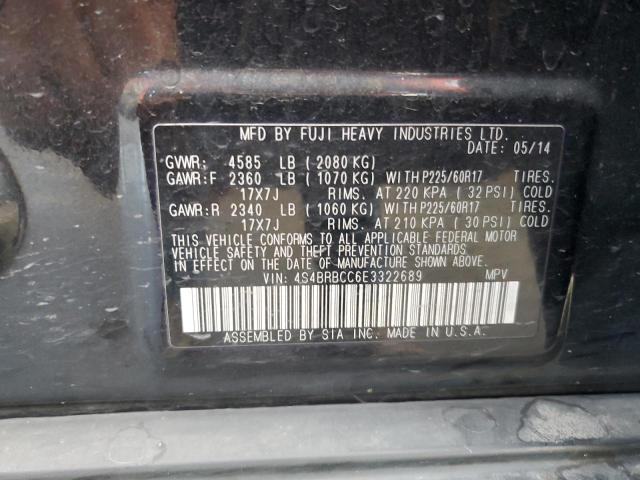 MFD BY FUJI HEAVY INDUSTRIES LTD.
DATE: 05/14
GVWR: 4585 LB (2080 KG)
GAWR:F 2360 LB (1070 KG) WITH P225/60R17 TIRES.
17X7J RIMS. AT 220 KPA (32 PSI) COLD
GAWR:R 2340 LB (1060 KG) WITH P225/60R17 TIRES.
17X7J RIMS. AT 210 KPA (30 PSI) COLD
THIS VEHICLE CONFORMS TO ALL APPLICABLE FEDERAL MOTOR
VEHICLE SAFETY AND THEFT PREVENTION STANDARDS
IN EFFECT ON THE DATE OF MANUFACTURE SHOWN ABOVE.
VIN: 4S4BRBCC6E3322689 MPV
ASSEMBLED BY SIA INC. MADE IN U.S.A.